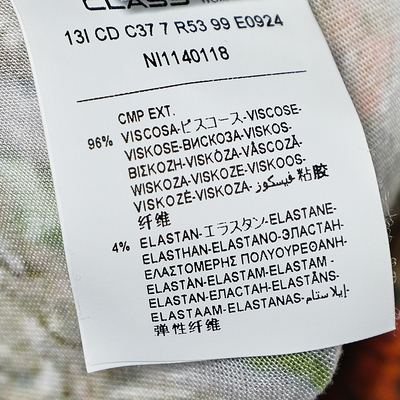 CLASS
13I CD C37 7 R53 99 E0924
NI1140118
CMP EXT.
96% VISCOSA-ビスコース-VISCOSE-
VISKOSE-ВИСКОЗА-VISKOS-
ΒΙΣΚΟΖΗ-VISKÓZA-VÂSCOZĂ-
WISKOZA-VISKOZE-VISKOOS-
VISKOZĖ-VISKOZA-فيسكوز-粘胶
纤维
4% ELASTAN-エラスタン-ELASTANE-
ELASTHAN-ELASTANO-ЭЛАСТАН-
ΕΛΑΣΤΟΜΕΡΗΣ ΠΟΛΥΟΥΡΕΘΑΝΗ-
ELASTÁN-ELASTAM-ELASTAM -
ELASTAN-ЕЛАСТАН-ELASTĀNS-
ELASTAAM-ELASTANAS-إيلاستام-
弹性纤维